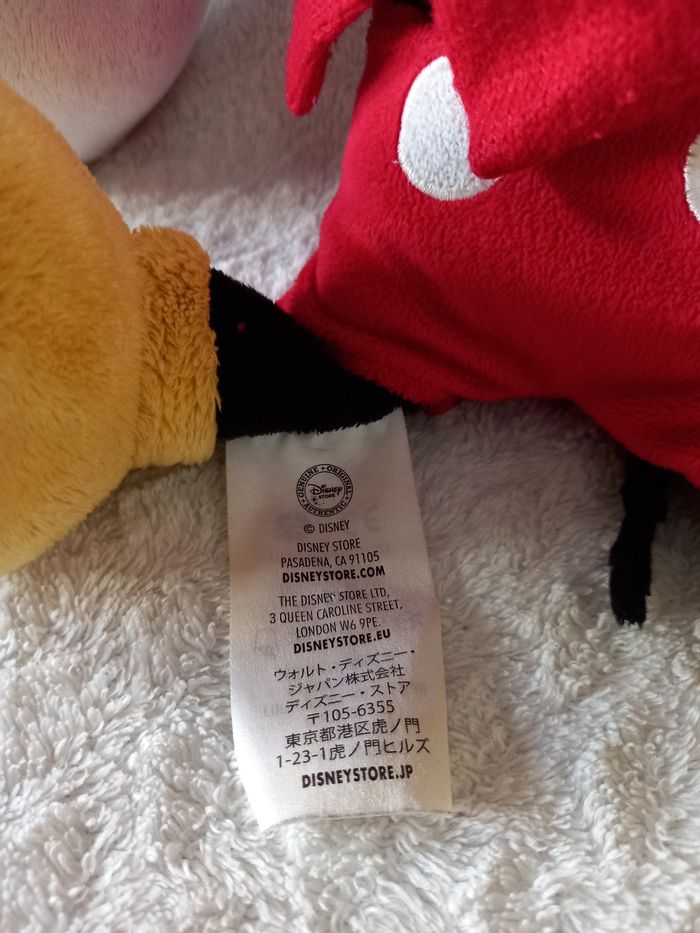 GENUINE • ORIGINAL
Disney
STORE
• AUTHENTIC •
© DISNEY
DISNEY STORE
PASADENA, CA 91105
DISNEYSTORE.COM
THE DISNEY STORE LTD,
3 QUEEN CAROLINE STREET,
LONDON W6 9PE.
DISNEYSTORE.EU
ウォルト・ディズニー・
ジャパン株式会社
ディズニー・ストア
〒105-6355
東京都港区虎ノ門
1-23-1虎ノ門ヒルズ
DISNEYSTORE.JP